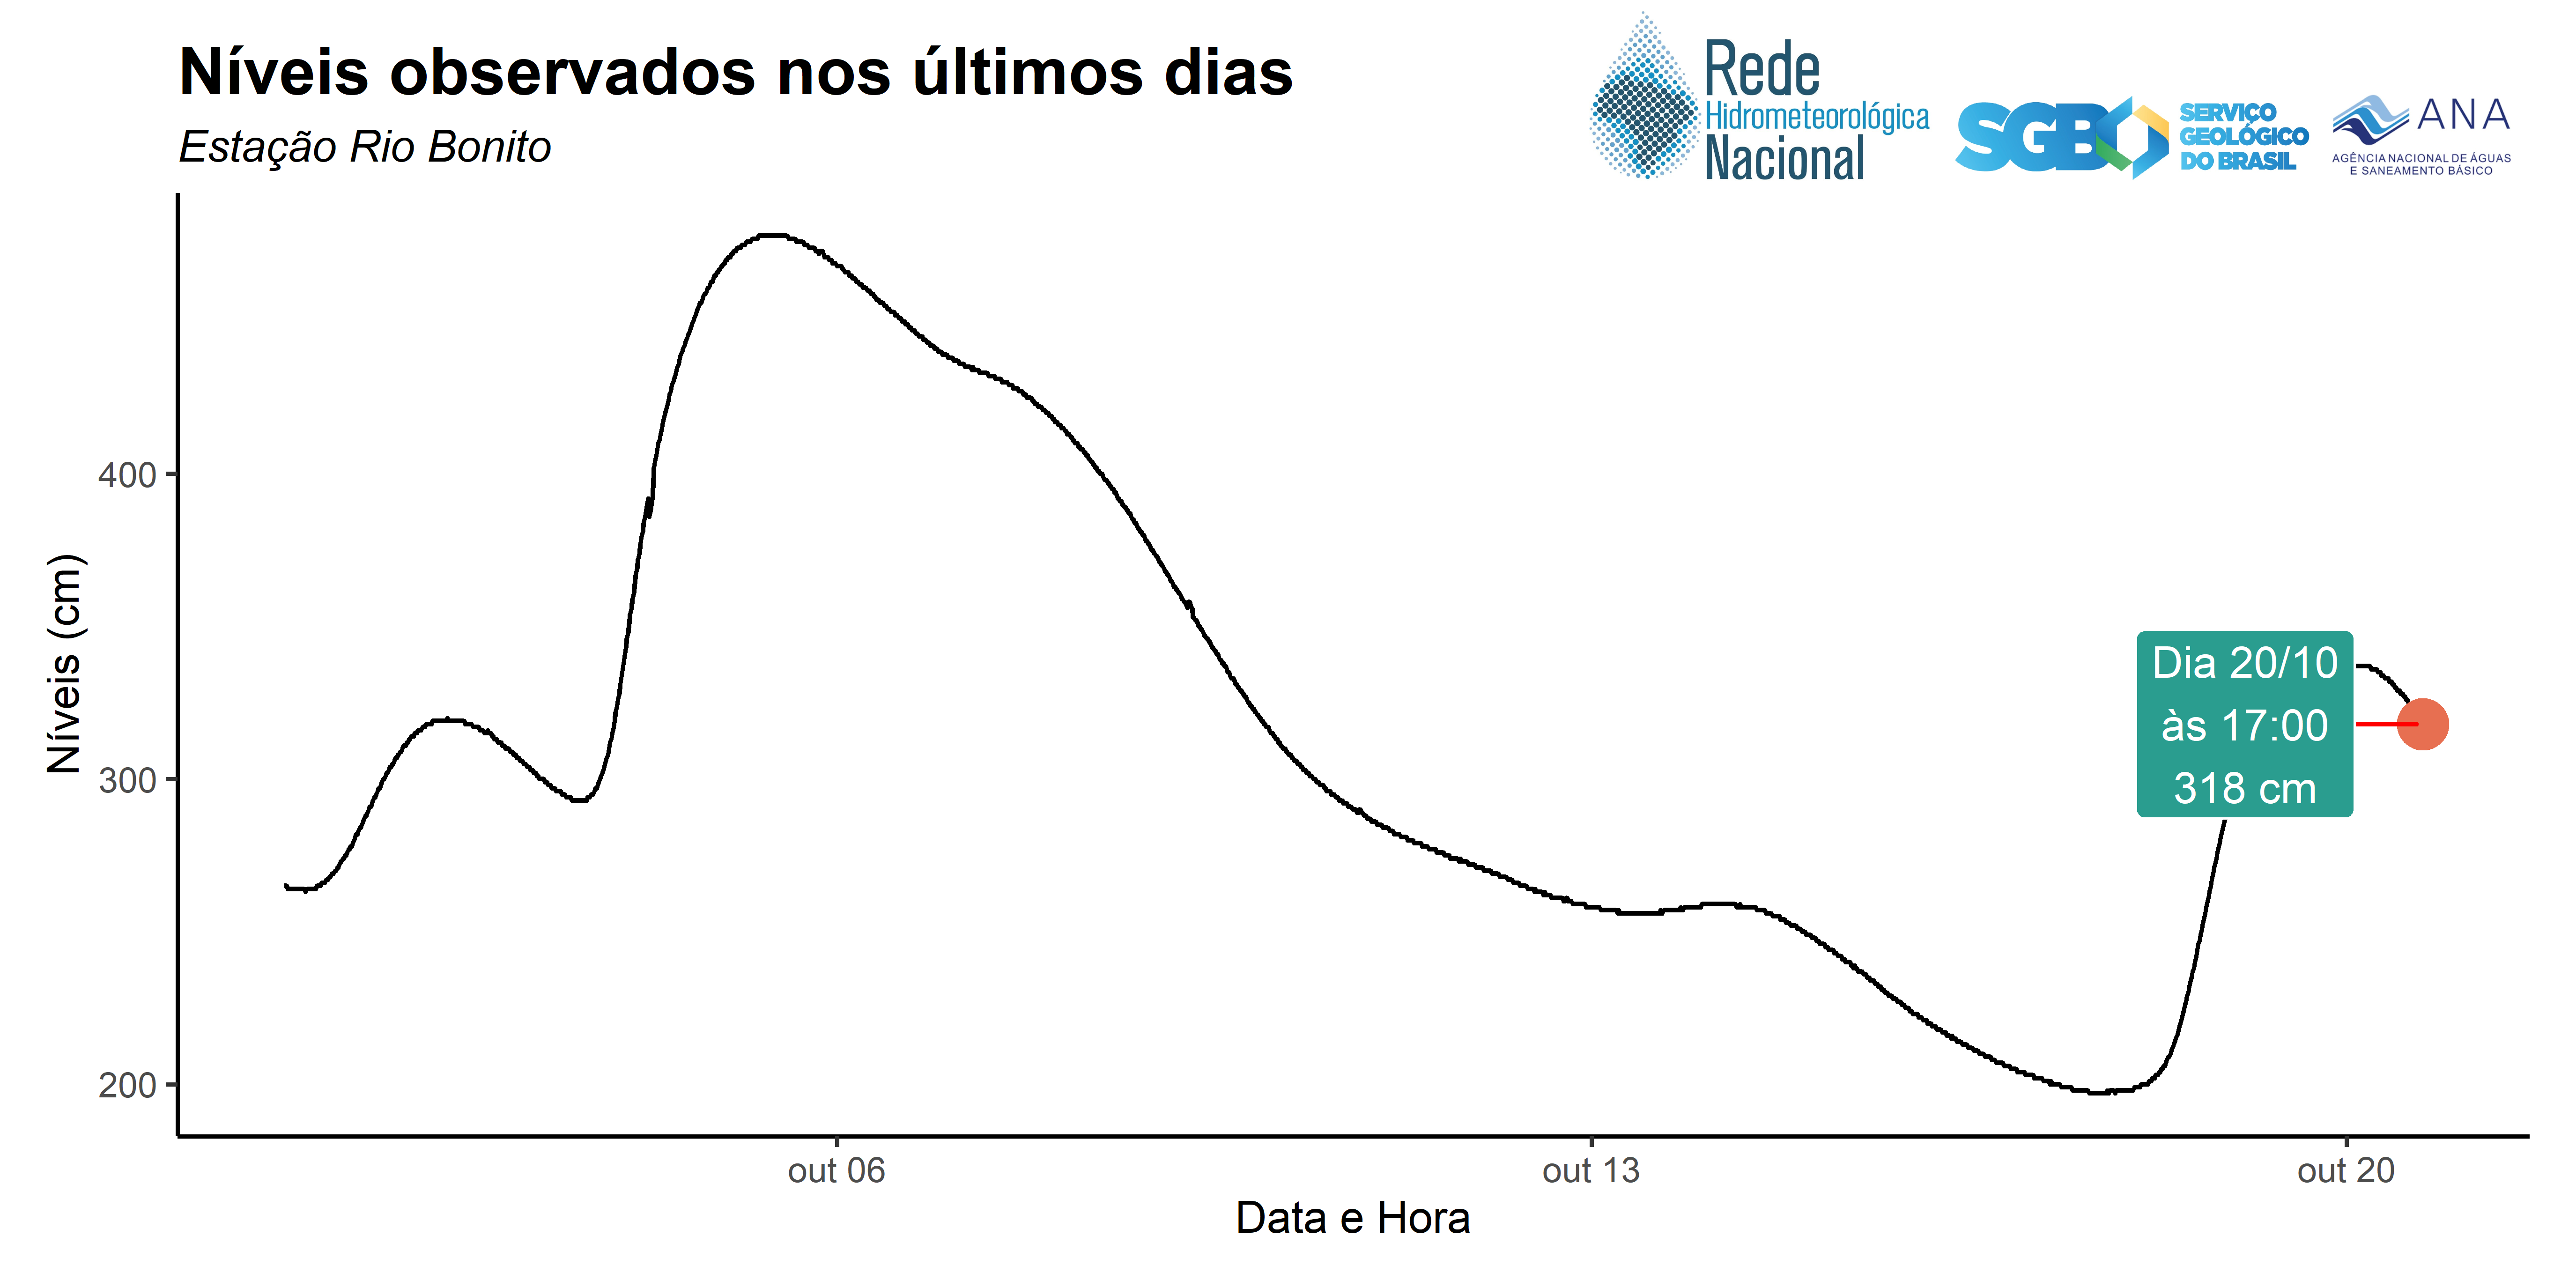 Níveis observados nos últimos dias
Estação Rio Bonito
Rede
Hidrometeorológica
Nacional
SGB
SERVIÇO
GEOLÓGICO
DO BRASIL
ANA
AGÊNCIA NACIONAL DE ÁGUAS
E SANEAMENTO BÁSICO
Níveis (cm)
400
300
200
Dia 20/10
às 17:00
318 cm
out 06
out 13
out 20
Data e Hora